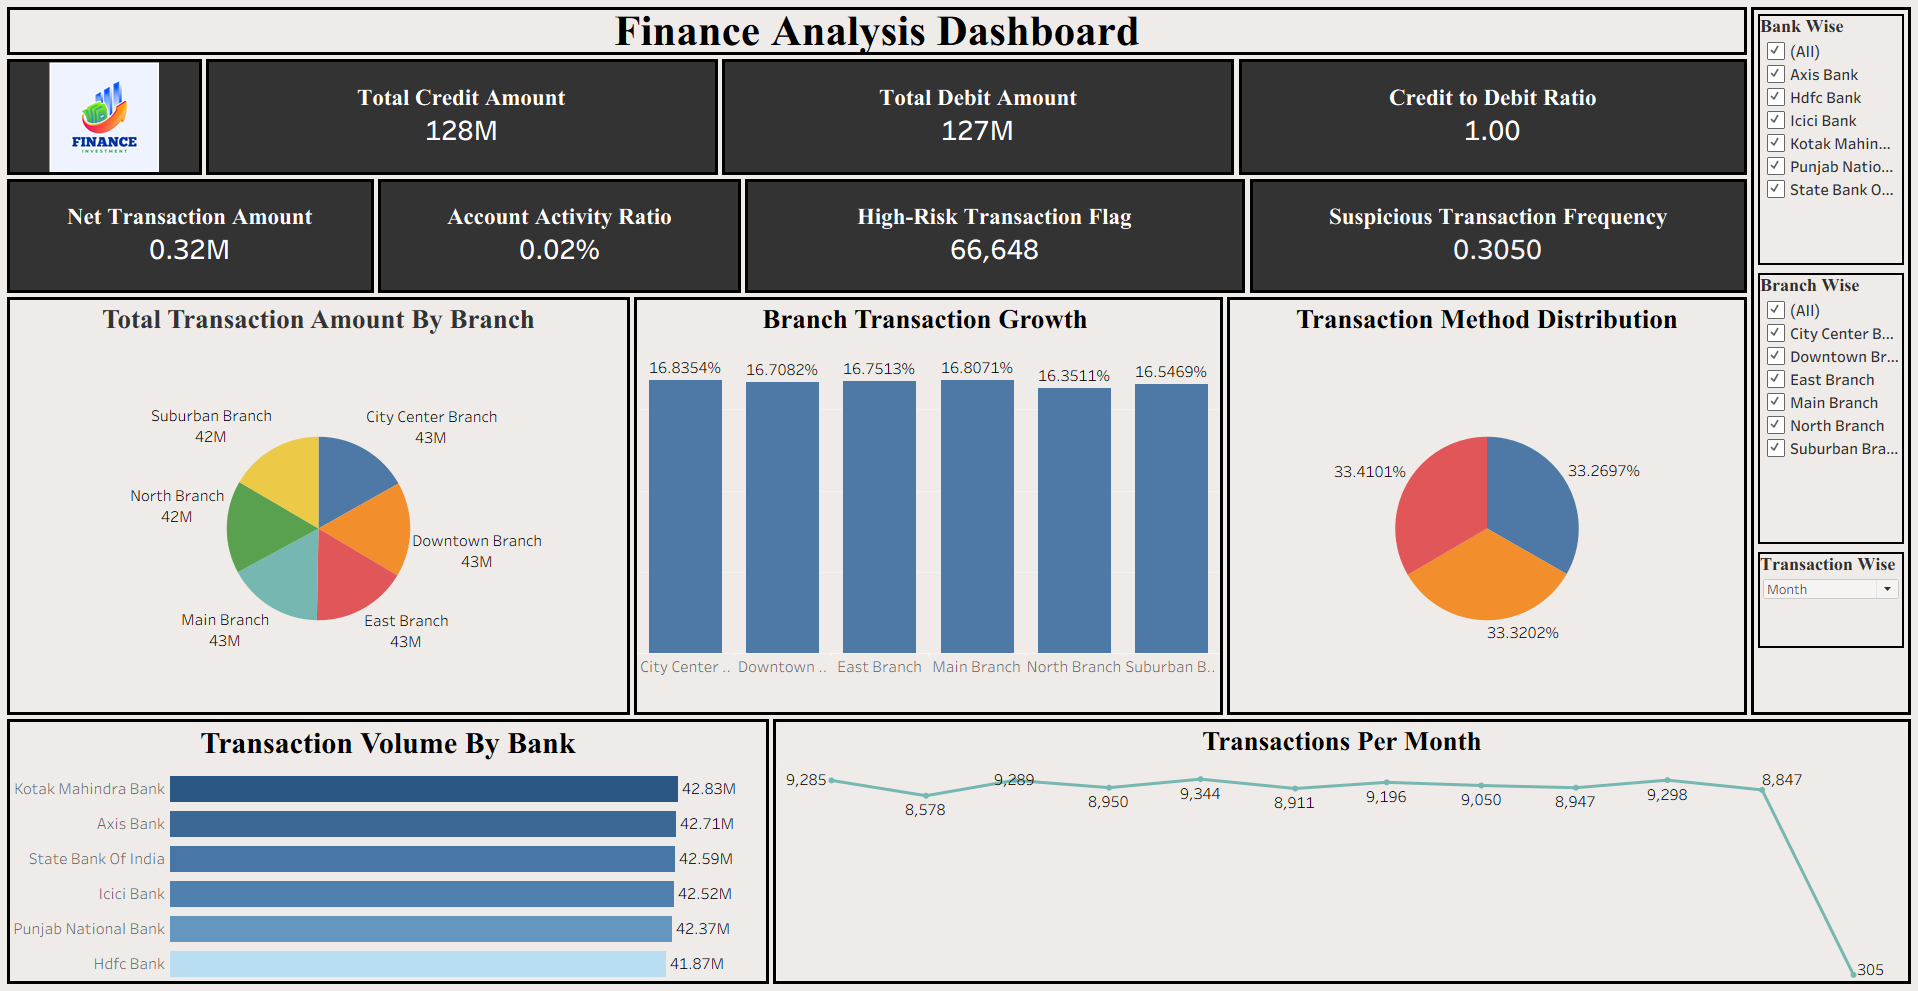 Finance Analysis Dashboard
FINANCE
INVESTMENT
Total Credit Amount
128M
Total Debit Amount
127M
Credit to Debit Ratio
1.00
Net Transaction Amount
0.32M
Account Activity Ratio
0.02%
High-Risk Transaction Flag
66,648
Suspicious Transaction Frequency
0.3050
Bank Wise
(All)
Axis Bank
Hdfc Bank
Icici Bank
Kotak Mahin...
Punjab Natio...
State Bank O...
Branch Wise
(All)
City Center B...
Downtown Br...
East Branch
Main Branch
North Branch
Suburban Bra...
Transaction Wise
Month
Total Transaction Amount By Branch
Suburban Branch
42M
City Center Branch
43M
North Branch
42M
Downtown Branch
43M
Main Branch
43M
East Branch
43M
Branch Transaction Growth
16.8354%
16.7082%
16.7513%
16.8071%
16.3511%
16.5469%
City Center ..
Downtown ..
East Branch
Main Branch
North Branch
Suburban B..
Transaction Method Distribution
33.4101%
33.2697%
33.3202%
Transaction Volume By Bank
Kotak Mahindra Bank 42.83M
Axis Bank 42.71M
State Bank Of India 42.59M
Icici Bank 42.52M
Punjab National Bank 42.37M
Hdfc Bank 41.87M
Transactions Per Month
9,285
8,578
9,289
8,950
9,344
8,911
9,196
9,050
8,947
9,298
8,847
305